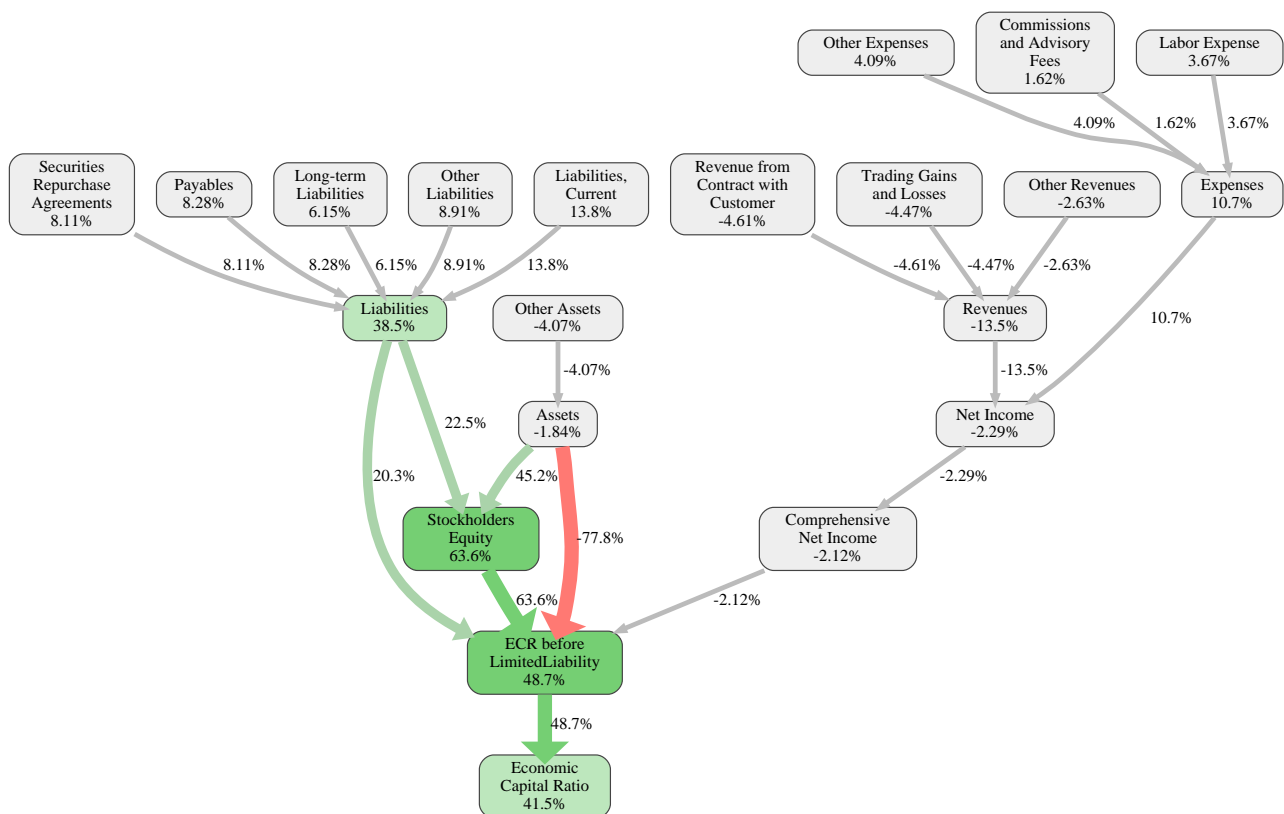 Other Expenses
4.09%
Commissions
and Advisory
Fees
1.62%
Labor Expense
3.67%
4.09%
1.62%
3.67%
Securities
Repurchase
Agreements
8.11%
Payables
8.28%
Long-term
Liabilities
6.15%
Other
Liabilities
8.91%
Liabilities,
Current
13.8%
Revenue from
Contract with
Customer
-4.61%
Trading Gains
and Losses
-4.47%
Other Revenues
-2.63%
Expenses
10.7%
8.11%
8.28%
6.15%
8.91%
13.8%
-4.61%
-4.47%
-2.63%
10.7%
Liabilities
38.5%
Other Assets
-4.07%
Revenues
-13.5%
-4.07%
-13.5%
Assets
-1.84%
Net Income
-2.29%
22.5%
20.3%
45.2%
-77.8%
-2.29%
Stockholders
Equity
63.6%
Comprehensive
Net Income
-2.12%
63.6%
-2.12%
ECR before
LimitedLiability
48.7%
48.7%
Economic
Capital Ratio
41.5%